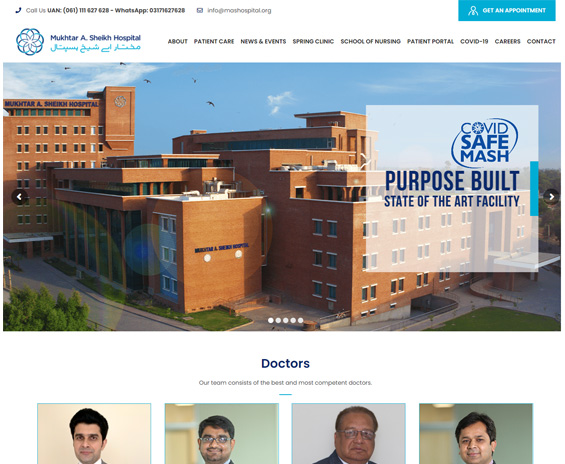 Call Us UAN: (061) 111 627 628 - WhatsApp: 03171627628
info@mashospital.org
GET AN APPOINTMENT
Mukhtar A. Sheikh Hospital
مختار اے شیخ ہسپتال
ABOUT PATIENT CARE NEWS & EVENTS SPRING CLINIC SCHOOL OF NURSING PATIENT PORTAL COVID-19 CAREERS CONTACT
MUKHTAR A. SHEIKH HOSPITAL
COVID
SAFE
MASH
PURPOSE BUILT
STATE OF THE ART FACILITY
MUKHTAR A. SHEIKH HOSPITAL
Doctors
Our team consists of the best and most competent doctors.